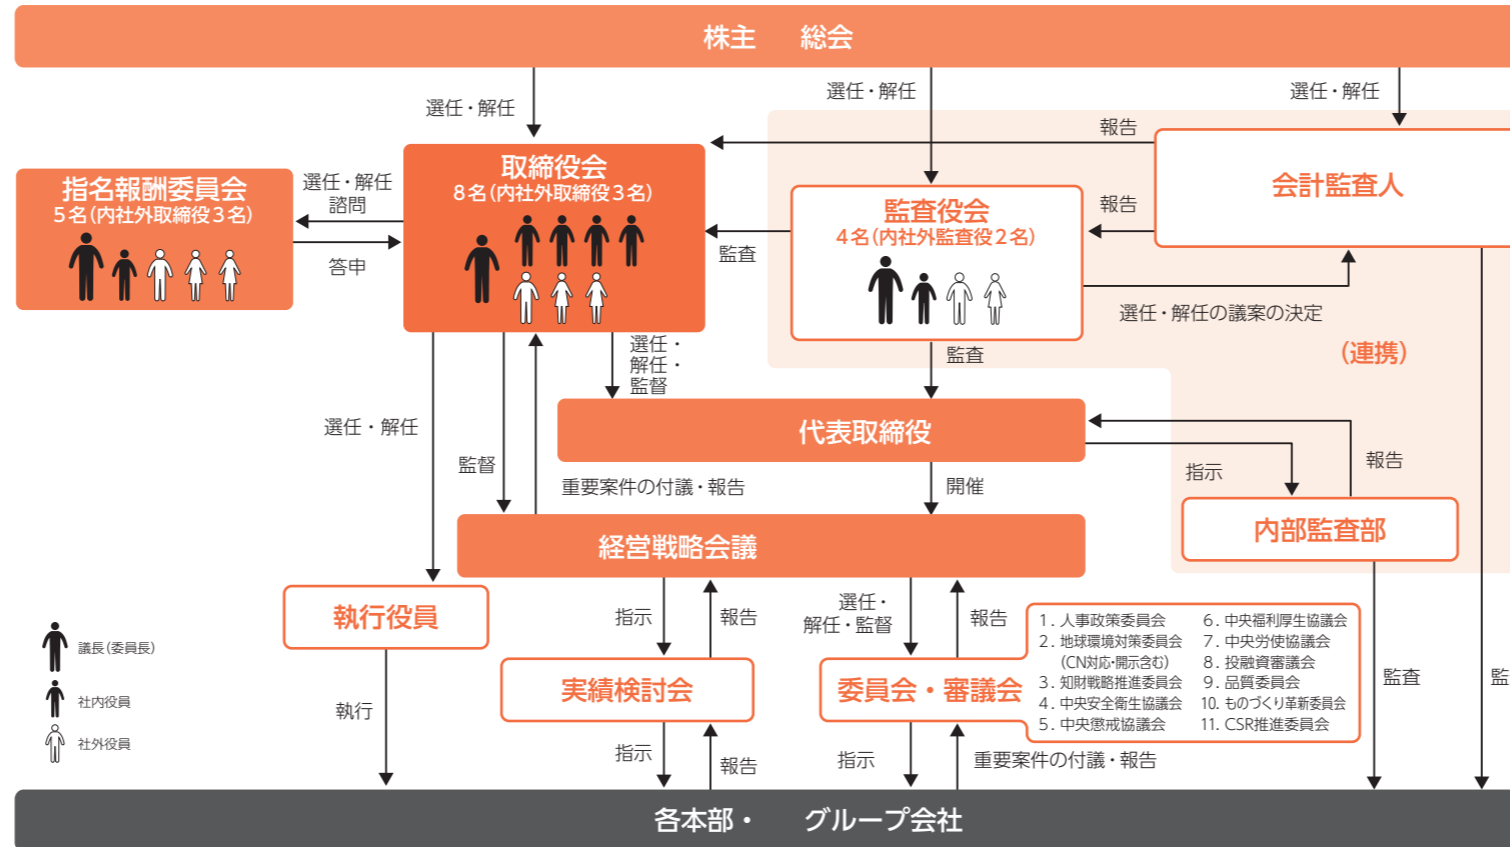 株主 総会
選任・解任
選任・解任
選任・解任
報告
取締役会
8名(内社外取締役3名)
会計監査人
指名報酬委員会
5名(内社外取締役3名)
選任・解任
諮問
答申
監査役会
4名(内社外監査役2名)
報告
監査
選任・解任の議案の決定
(連携)
選任・
解任・
監督
監査
代表取締役
選任・解任
監督
重要案件の付議・報告
開催
指示
報告
内部監査部
経営戦略会議
執行役員
指示
報告
選任・
解任・監督
報告
1. 人事政策委員会
2. 地球環境対策委員会
(CN対応・開示含む)
3. 知財戦略推進委員会
4. 中央安全衛生協議会
5. 中央懲戒協議会
6. 中央福利厚生協議会
7. 中央労使協議会
8. 投融資審議会
9. 品質委員会
10. ものづくり革新委員会
11. CSR推進委員会
議長(委員長)
社内役員
社外役員
実績検討会
委員会・審議会
執行
監査
監
指示
報告
指示
重要案件の付議・報告
各本部・ グループ会社